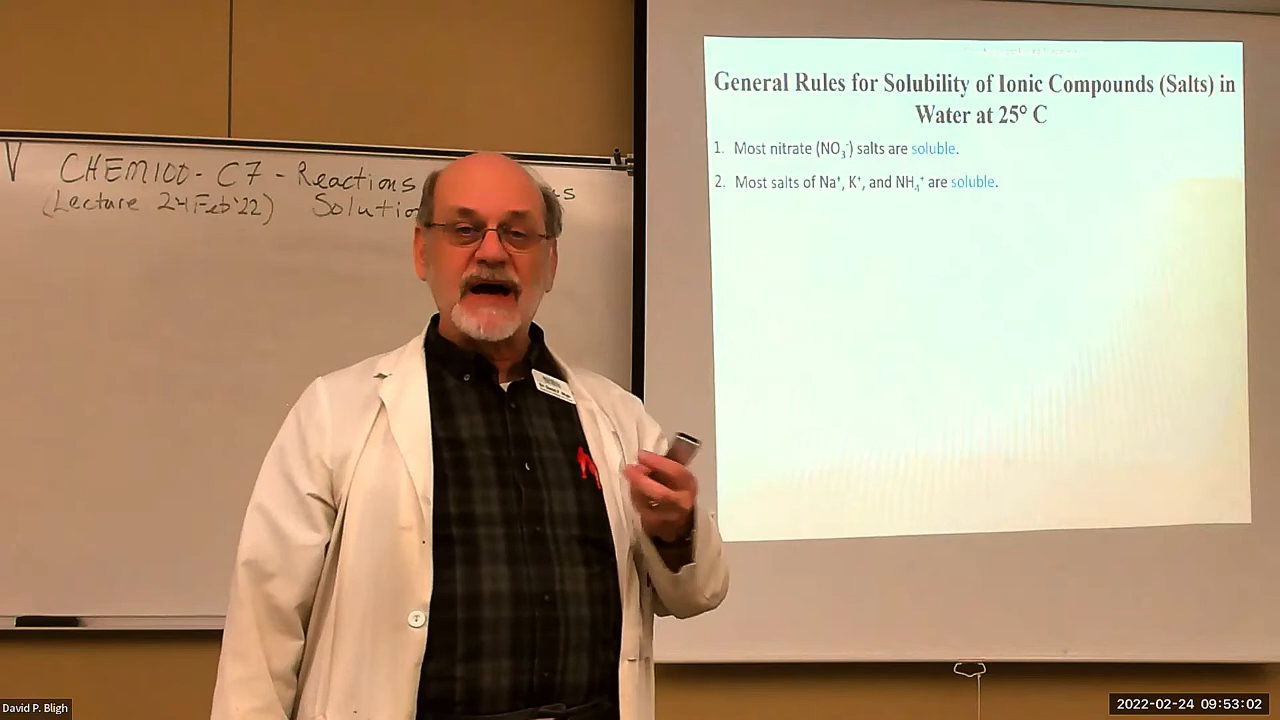 V CHEM100 - C7 - Reactions s
(Lecture 24 Feb '22) Solutio
General Rules for Solubility of Ionic Compounds (Salts) in
Water at 25° C
1. Most nitrate (NO₃⁻) salts are soluble.
2. Most salts of Na⁺, K⁺, and NH₄⁺ are soluble.
David P. Bligh
2022-02-24 09:53:02